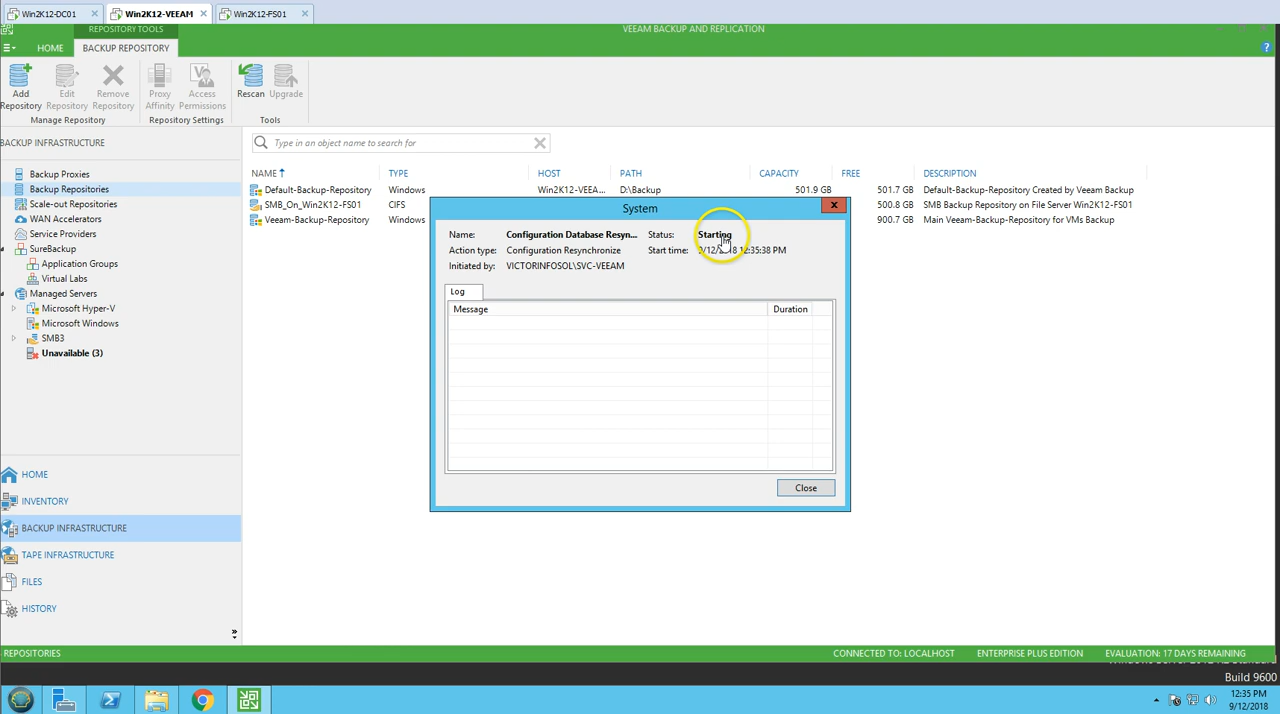 Win2K12-DC01 Win2K12-VEEAM Win2K12-FS01
REPOSITORY TOOLS VEEAM BACKUP AND REPLICATION
HOME BACKUP REPOSITORY
Add Repository
Edit Repository
Remove Repository
Proxy Affinity
Access Permissions
Rescan
Upgrade
Manage Repository Repository Settings Tools
BACKUP INFRASTRUCTURE
Type in an object name to search for
Backup Proxies
Backup Repositories
Scale-out Repositories
WAN Accelerators
Service Providers
SureBackup
Application Groups
Virtual Labs
Managed Servers
Microsoft Hyper-V
Microsoft Windows
SMB3
Unavailable (3)
NAME TYPE HOST PATH CAPACITY FREE DESCRIPTION
Default-Backup-Repository Windows Win2K12-VEEA... D:\Backup 501.9 GB 501.7 GB Default-Backup-Repository Created by Veeam Backup
SMB_On_Win2K12-FS01 CIFS 500.8 GB SMB Backup Repository on File Server Win2K12-FS01
Veeam-Backup-Repository Windows 900.7 GB Main Veeam-Backup-Repository for VMs Backup
System
Name: Configuration Database Resyn... Status: Starting
Action type: Configuration Resynchronize Start time: 12:35:38 PM
Initiated by: VICTORINFOSOL\SVC-VEEAM
Log
Message Duration
Close
HOME
INVENTORY
BACKUP INFRASTRUCTURE
TAPE INFRASTRUCTURE
FILES
HISTORY
REPOSITORIES CONNECTED TO: LOCALHOST ENTERPRISE PLUS EDITION EVALUATION: 17 DAYS REMAINING
Build 9600
12:35 PM
9/12/2018